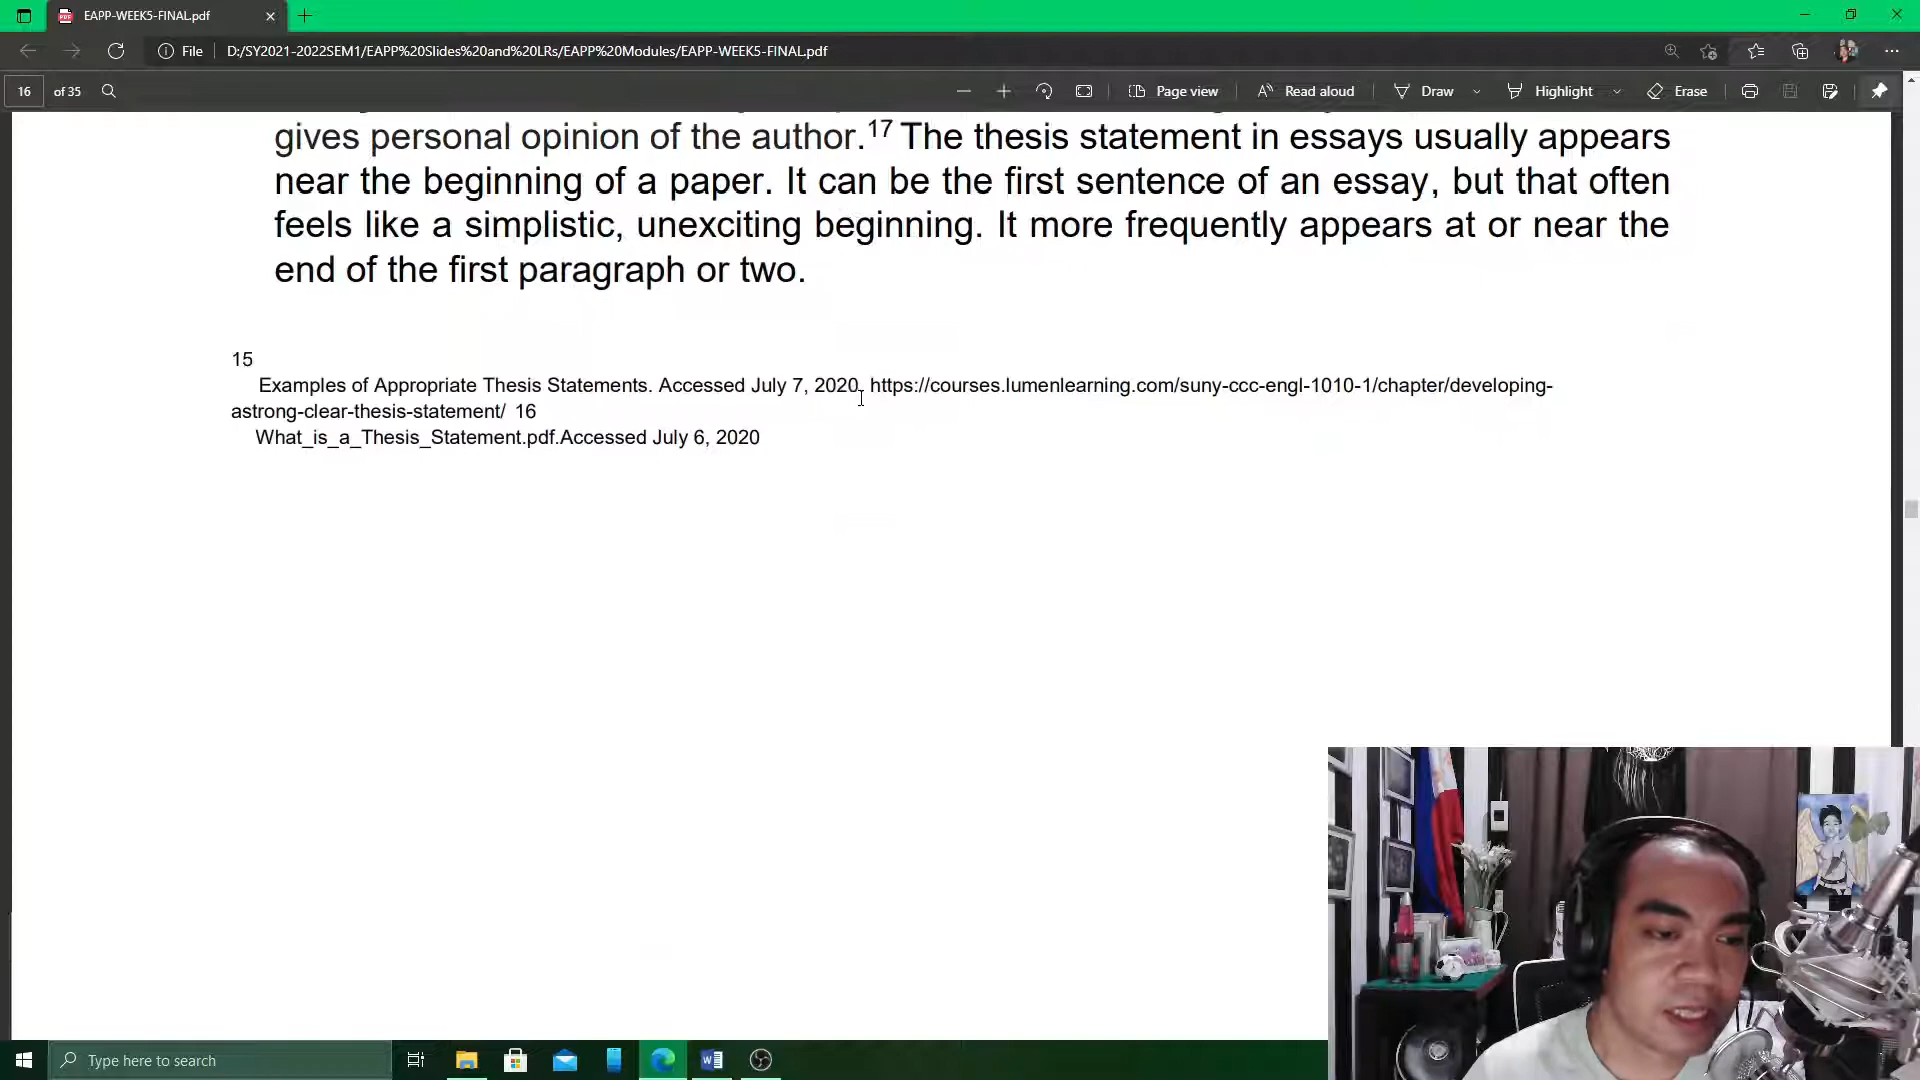 EAPP-WEEK5-FINAL.pdf
File D:/SY2021-2022SEM1/EAPP%20Slides%20and%20LRs/EAPP%20Modules/EAPP-WEEK5-FINAL.pdf
16 of 35 Page view Read aloud Draw Highlight Erase
gives personal opinion of the author.17 The thesis statement in essays usually appears
near the beginning of a paper. It can be the first sentence of an essay, but that often
feels like a simplistic, unexciting beginning. It more frequently appears at or near the
end of the first paragraph or two.
15
Examples of Appropriate Thesis Statements. Accessed July 7, 2020, https://courses.lumenlearning.com/suny-ccc-engl-1010-1/chapter/developing-
astrong-clear-thesis-statement/ 16
What_is_a_Thesis_Statement.pdf.Accessed July 6, 2020
Type here to search